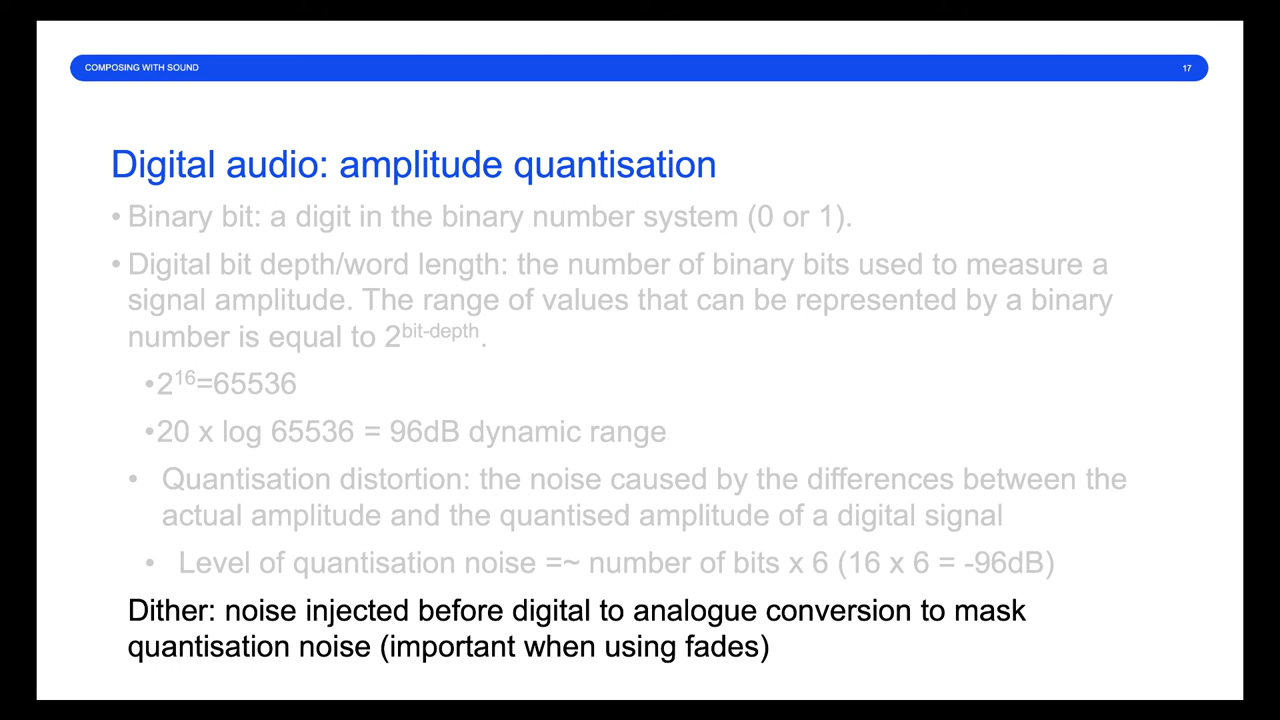 COMPOSING WITH SOUND 17
Digital audio: amplitude quantisation
• Binary bit: a digit in the binary number system (0 or 1).
• Digital bit depth/word length: the number of binary bits used to measure a
signal amplitude. The range of values that can be represented by a binary
number is equal to 2^bit-depth.
•2^16=65536
•20 x log 65536 = 96dB dynamic range
• Quantisation distortion: the noise caused by the differences between the
actual amplitude and the quantised amplitude of a digital signal
• Level of quantisation noise =~ number of bits x 6 (16 x 6 = -96dB)
Dither: noise injected before digital to analogue conversion to mask
quantisation noise (important when using fades)